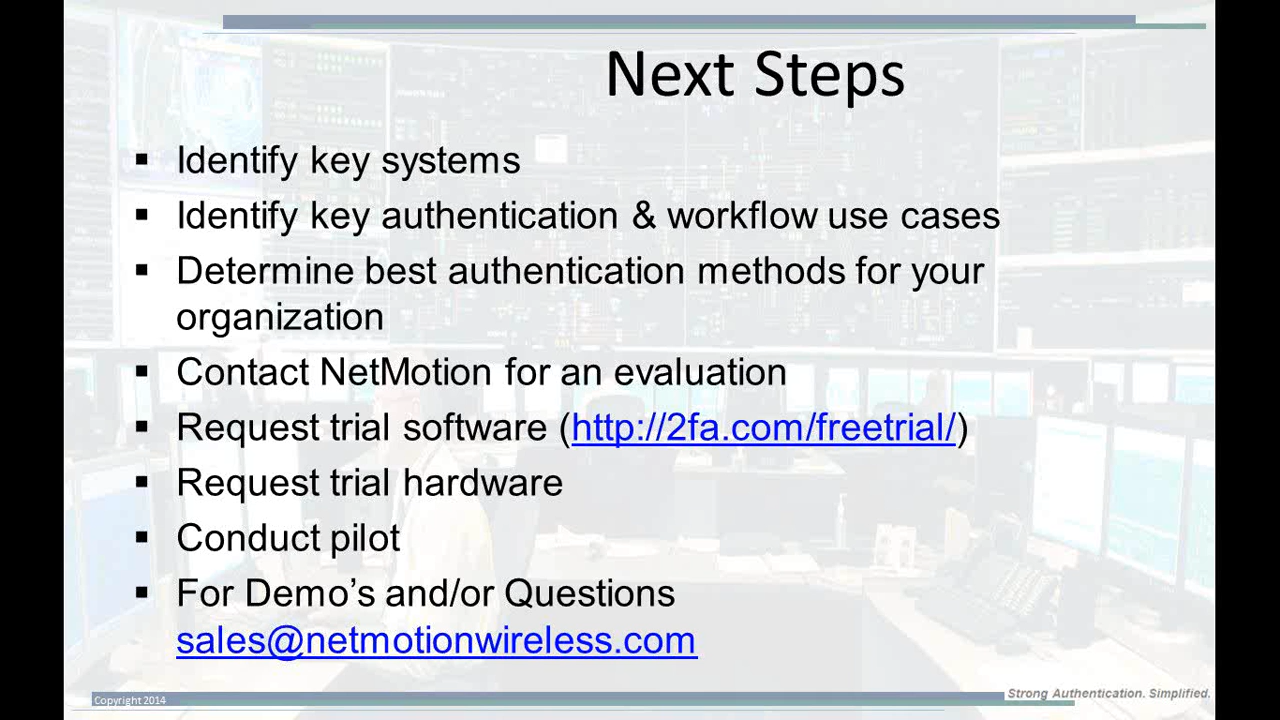 Next Steps
▪ Identify key systems
▪ Identify key authentication & workflow use cases
▪ Determine best authentication methods for your
organization
▪ Contact NetMotion for an evaluation
▪ Request trial software (http://2fa.com/freetrial/)
▪ Request trial hardware
▪ Conduct pilot
▪ For Demo’s and/or Questions
sales@netmotionwireless.com
Copyright 2014
Strong Authentication. Simplified.